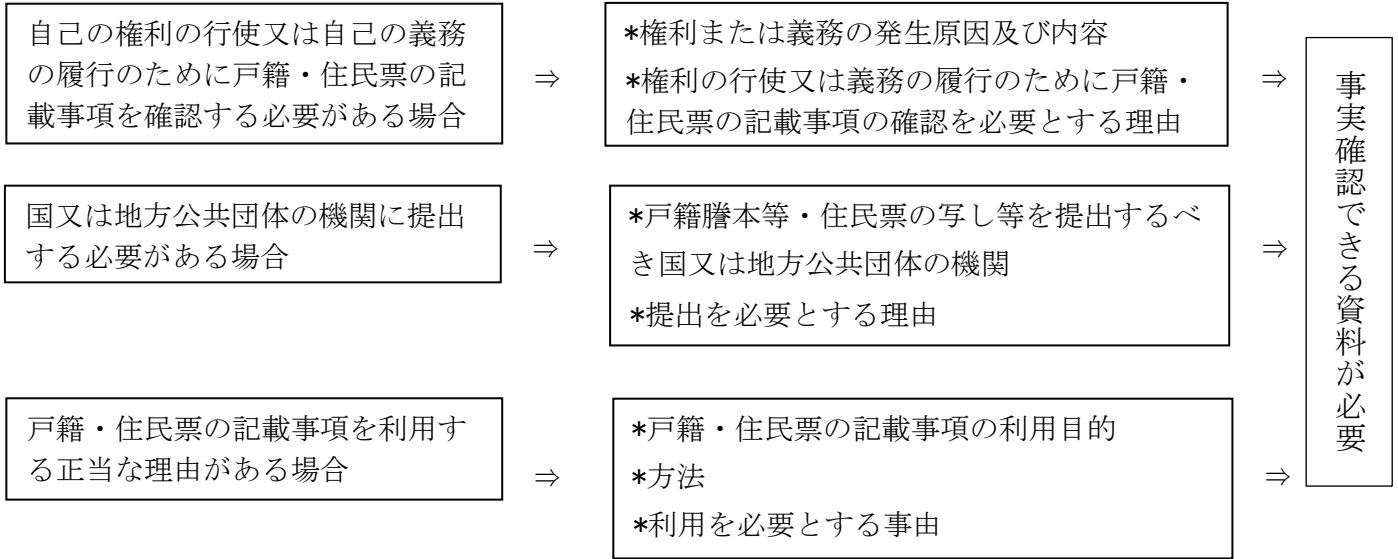 自己の権利の行使又は自己の義務
の履行のために戸籍・住民票の記
載事項を確認する必要がある場合
⇒
*権利または義務の発生原因及び内容
*権利の行使又は義務の履行のために戸籍・
住民票の記載事項の確認を必要とする理由
⇒
国又は地方公共団体の機関に提出
する必要がある場合
⇒
*戸籍謄本等・住民票の写し等を提出するべ
き国又は地方公共団体の機関
*提出を必要とする理由
⇒
戸籍・住民票の記載事項を利用す
る正当な理由がある場合
⇒
*戸籍・住民票の記載事項の利用目的
*方法
*利用を必要とする事由
⇒
事実確認できる資料が必要